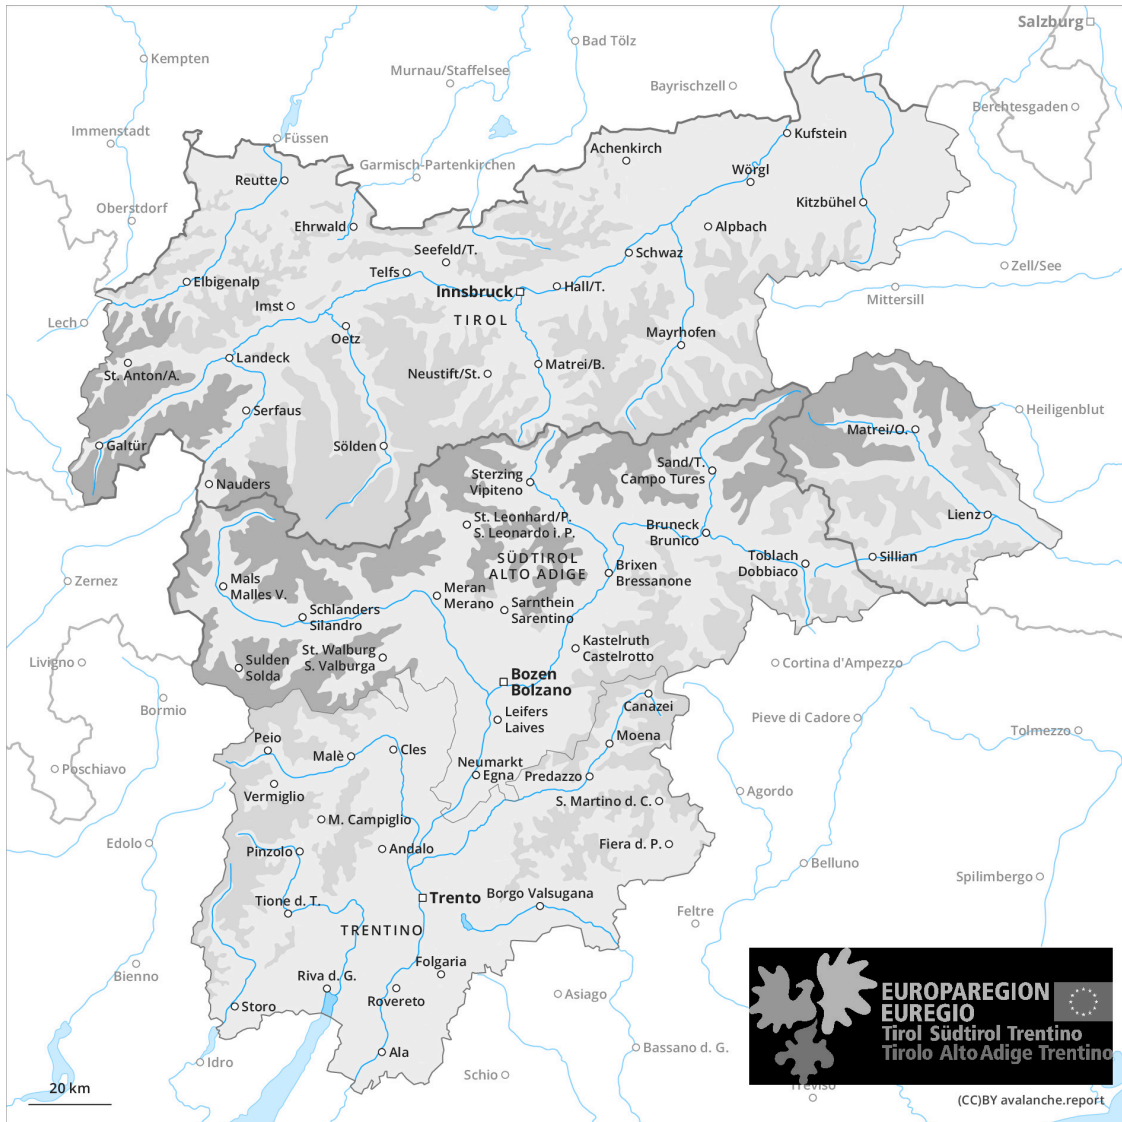 Salzburg
Bad Tölz
Kempten
Murnau/Staffelsee
Bayrischzell
Berchtesgaden
Immenstadt
Füssen
Kufstein
Achenkirch
Garmisch-Partenkirchen
Wörgl
Reutte
Kitzbühel
Oberstdorf
Ehrwald
Alpbach
Seefeld/T.
Schwaz
Telfs
Zell/See
Elbigenalp
Innsbruck
Hall/T.
Mittersill
Imst
TIROL
Lech
Oetz
Mayrhofen
Landeck
Matrei/B.
St. Anton/A.
Neustift/St.
Serfaus
Heiligenblut
Matrei/O.
Galtür
Sölden
Sand/T.
Campo Tures
Sterzing
Vipiteno
Nauders
St. Leonhard/P.
S. Leonardo i. P.
Lienz
Bruneck
Brunico
SÜDTIROL
ALTO ADIGE
Toblach
Dobbiaco
Sillian
Brixen
Bressanone
Zernez
Mals
Malles V.
Meran
Merano
Sarnthein
Sarentino
Schlanders
Silandro
Kastelruth
Castelrotto
St. Walburg
S. Valburga
Livigno
Sulden
Solda
Cortina d'Ampezzo
Bozen
Bolzano
Bormio
Canazei
Leifers
Laives
Pieve di Cadore
Tolmezzo
Peio
Moena
Cles
Malè
Neumarkt
Egna
Predazzo
Poschiavo
Vermiglio
Agordo
S. Martino d. C.
M. Campiglio
Edolo
Pinzolo
Andalo
Fiera d. P.
Belluno
Spilimbergo
Trento
Borgo Valsugana
Tione d. T.
Feltre
TRENTINO
Folgaria
Bienno
Riva d. G.
Rovereto
Asiago
Storo
EUROPAREGION
EUREGIO
Tirol Südtirol Trentino
Tirolo Alto Adige Trentino
Ala
Bassano d. G.
Idro
Schio
Treviso
20 km
(CC)BY avalanche.report